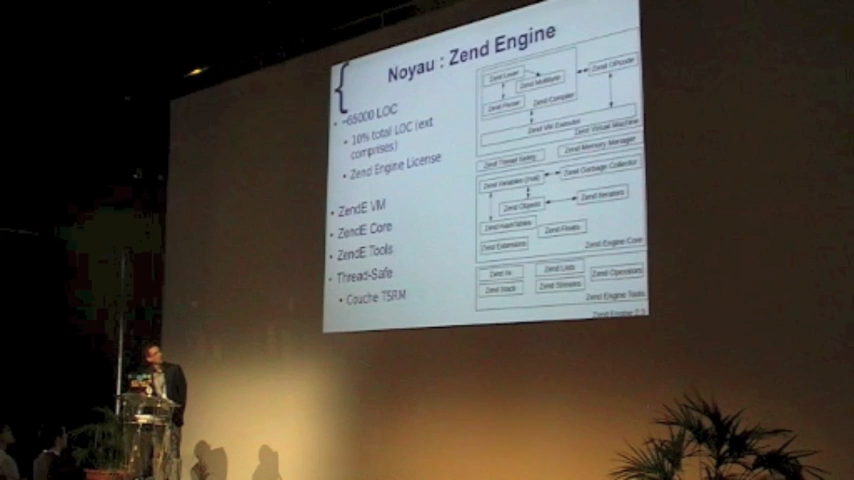 Noyau : Zend Engine
~65000 LOC
10% total LOC (ext
comprises)
Zend Engine License
ZendE VM
ZendE Core
ZendE Tools
Thread-Safe
Couche TSRM
Zend Lexer
Zend Multibyte
Zend Parser
Zend Compiler
Zend OPcode
Zend VM Executor
Zend Virtual Machine
Zend Thread Safety
Zend Memory Manager
Zend Variables (zval)
Zend Garbage Collector
Zend Objects
Zend Iterators
Zend HashTables
Zend Floats
Zend Extensions
Zend Engine Core
Zend Lists
Zend Operators
Zend Stack
Zend Streams
Zend Engine Tools